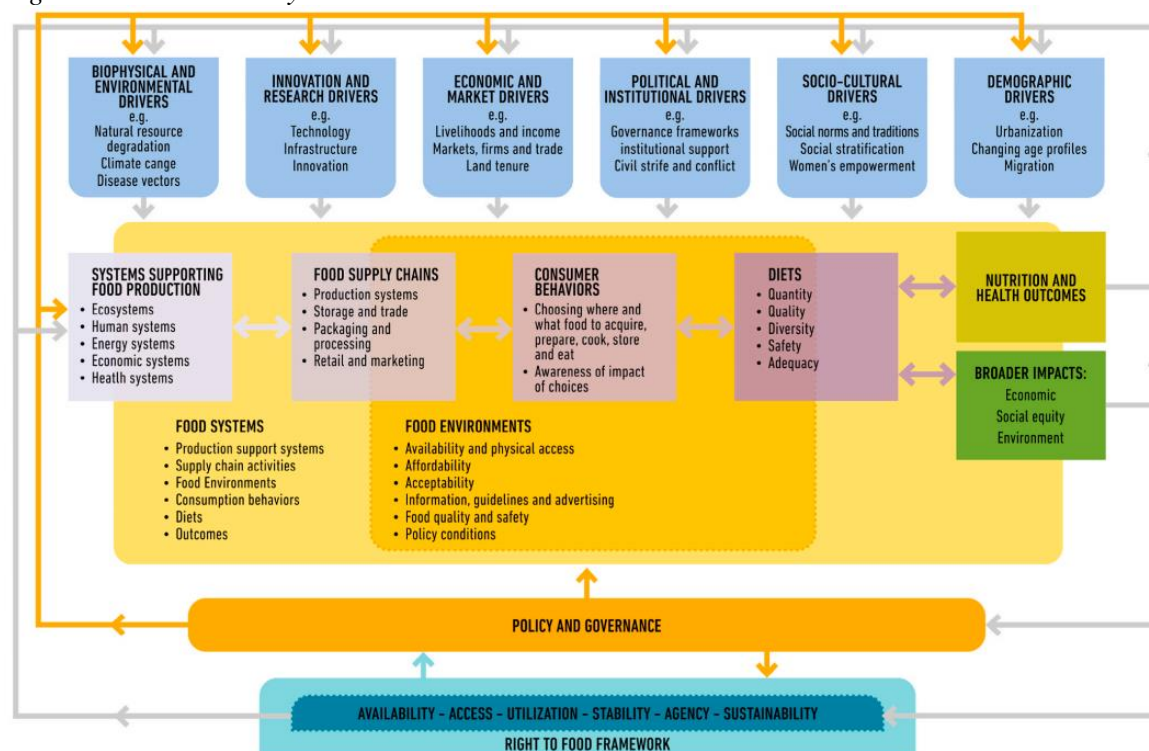 BIOPHYSICAL AND
ENVIRONMENTAL
DRIVERS
e.g.
Natural resource
degradation
Climate cange
Disease vectors
INNOVATION AND
RESEARCH DRIVERS
e.g.
Technology
Infrastructure
Innovation
ECONOMIC AND
MARKET DRIVERS
e.g.
Livelihoods and income
Markets, firms and trade
Land tenure
POLITICAL AND
INSTITUTIONAL DRIVERS
e.g.
Governance frameworks
institutional support
Civil strife and conflict
SOCIO-CULTURAL
DRIVERS
e.g.
Social norms and traditions
Social stratification
Women's empowerment
DEMOGRAPHIC
DRIVERS
e.g.
Urbanization
Changing age profiles
Migration
SYSTEMS SUPPORTING
FOOD PRODUCTION
• Ecosystems
• Human systems
• Energy systems
• Economic systems
• Heatlh systems
FOOD SUPPLY CHAINS
• Production systems
• Storage and trade
• Packaging and
processing
• Retail and marketing
CONSUMER
BEHAVIORS
• Choosing where and
what food to acquire,
prepare, cook, store
and eat
• Awareness of impact
of choices
DIETS
• Quantity
• Quality
• Diversity
• Safety
• Adequacy
NUTRITION AND
HEALTH OUTCOMES
BROADER IMPACTS:
Economic
Social equity
Environment
FOOD SYSTEMS
• Production support systems
• Supply chain activities
• Food Environments
• Consumption behaviors
• Diets
• Outcomes
FOOD ENVIRONMENTS
• Availability and physical access
• Affordability
• Acceptability
• Information, guidelines and advertising
• Food quality and safety
• Policy conditions
POLICY AND GOVERNANCE
AVAILABILITY – ACCESS – UTILIZATION – STABILITY – AGENCY – SUSTAINABILITY
RIGHT TO FOOD FRAMEWORK